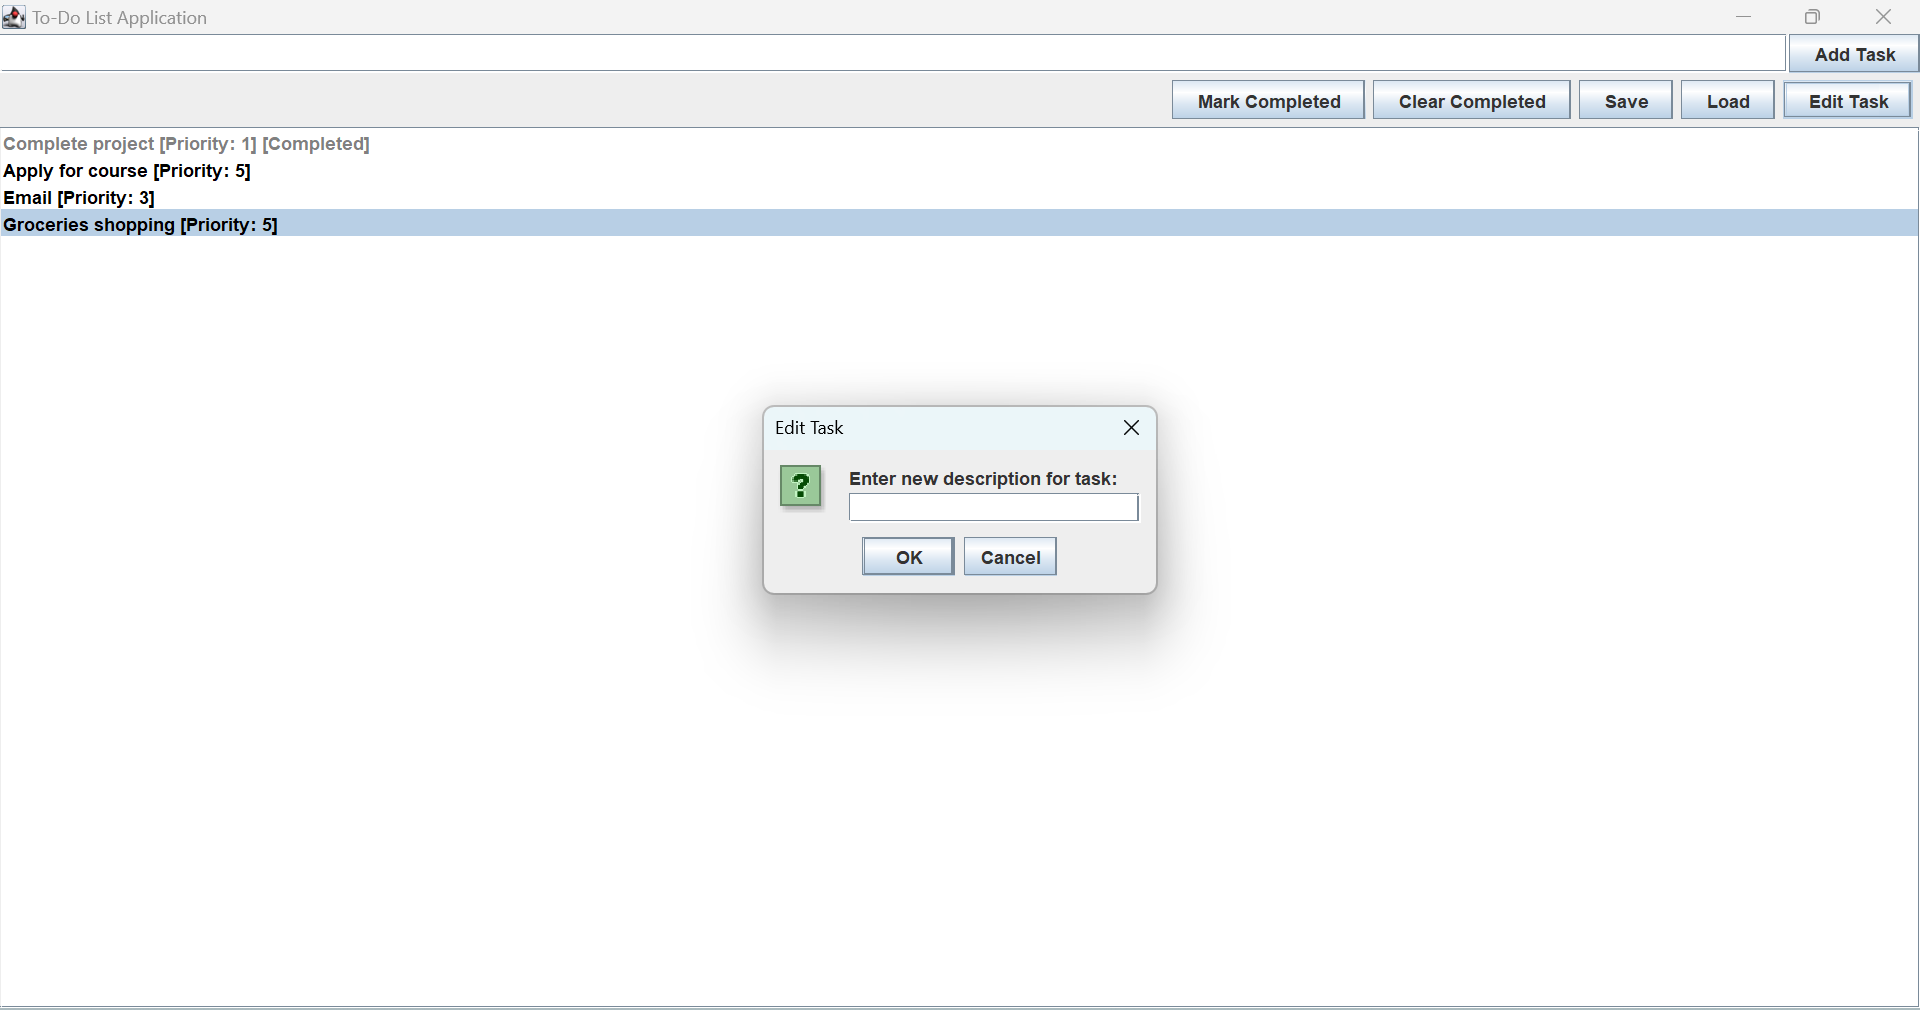 To-Do List Application
Add Task
Mark Completed Clear Completed Save Load Edit Task
Complete project [Priority: 1] [Completed]
Apply for course [Priority: 5]
Email [Priority: 3]
Groceries shopping [Priority: 5]
Edit Task
?
Enter new description for task:
OK Cancel